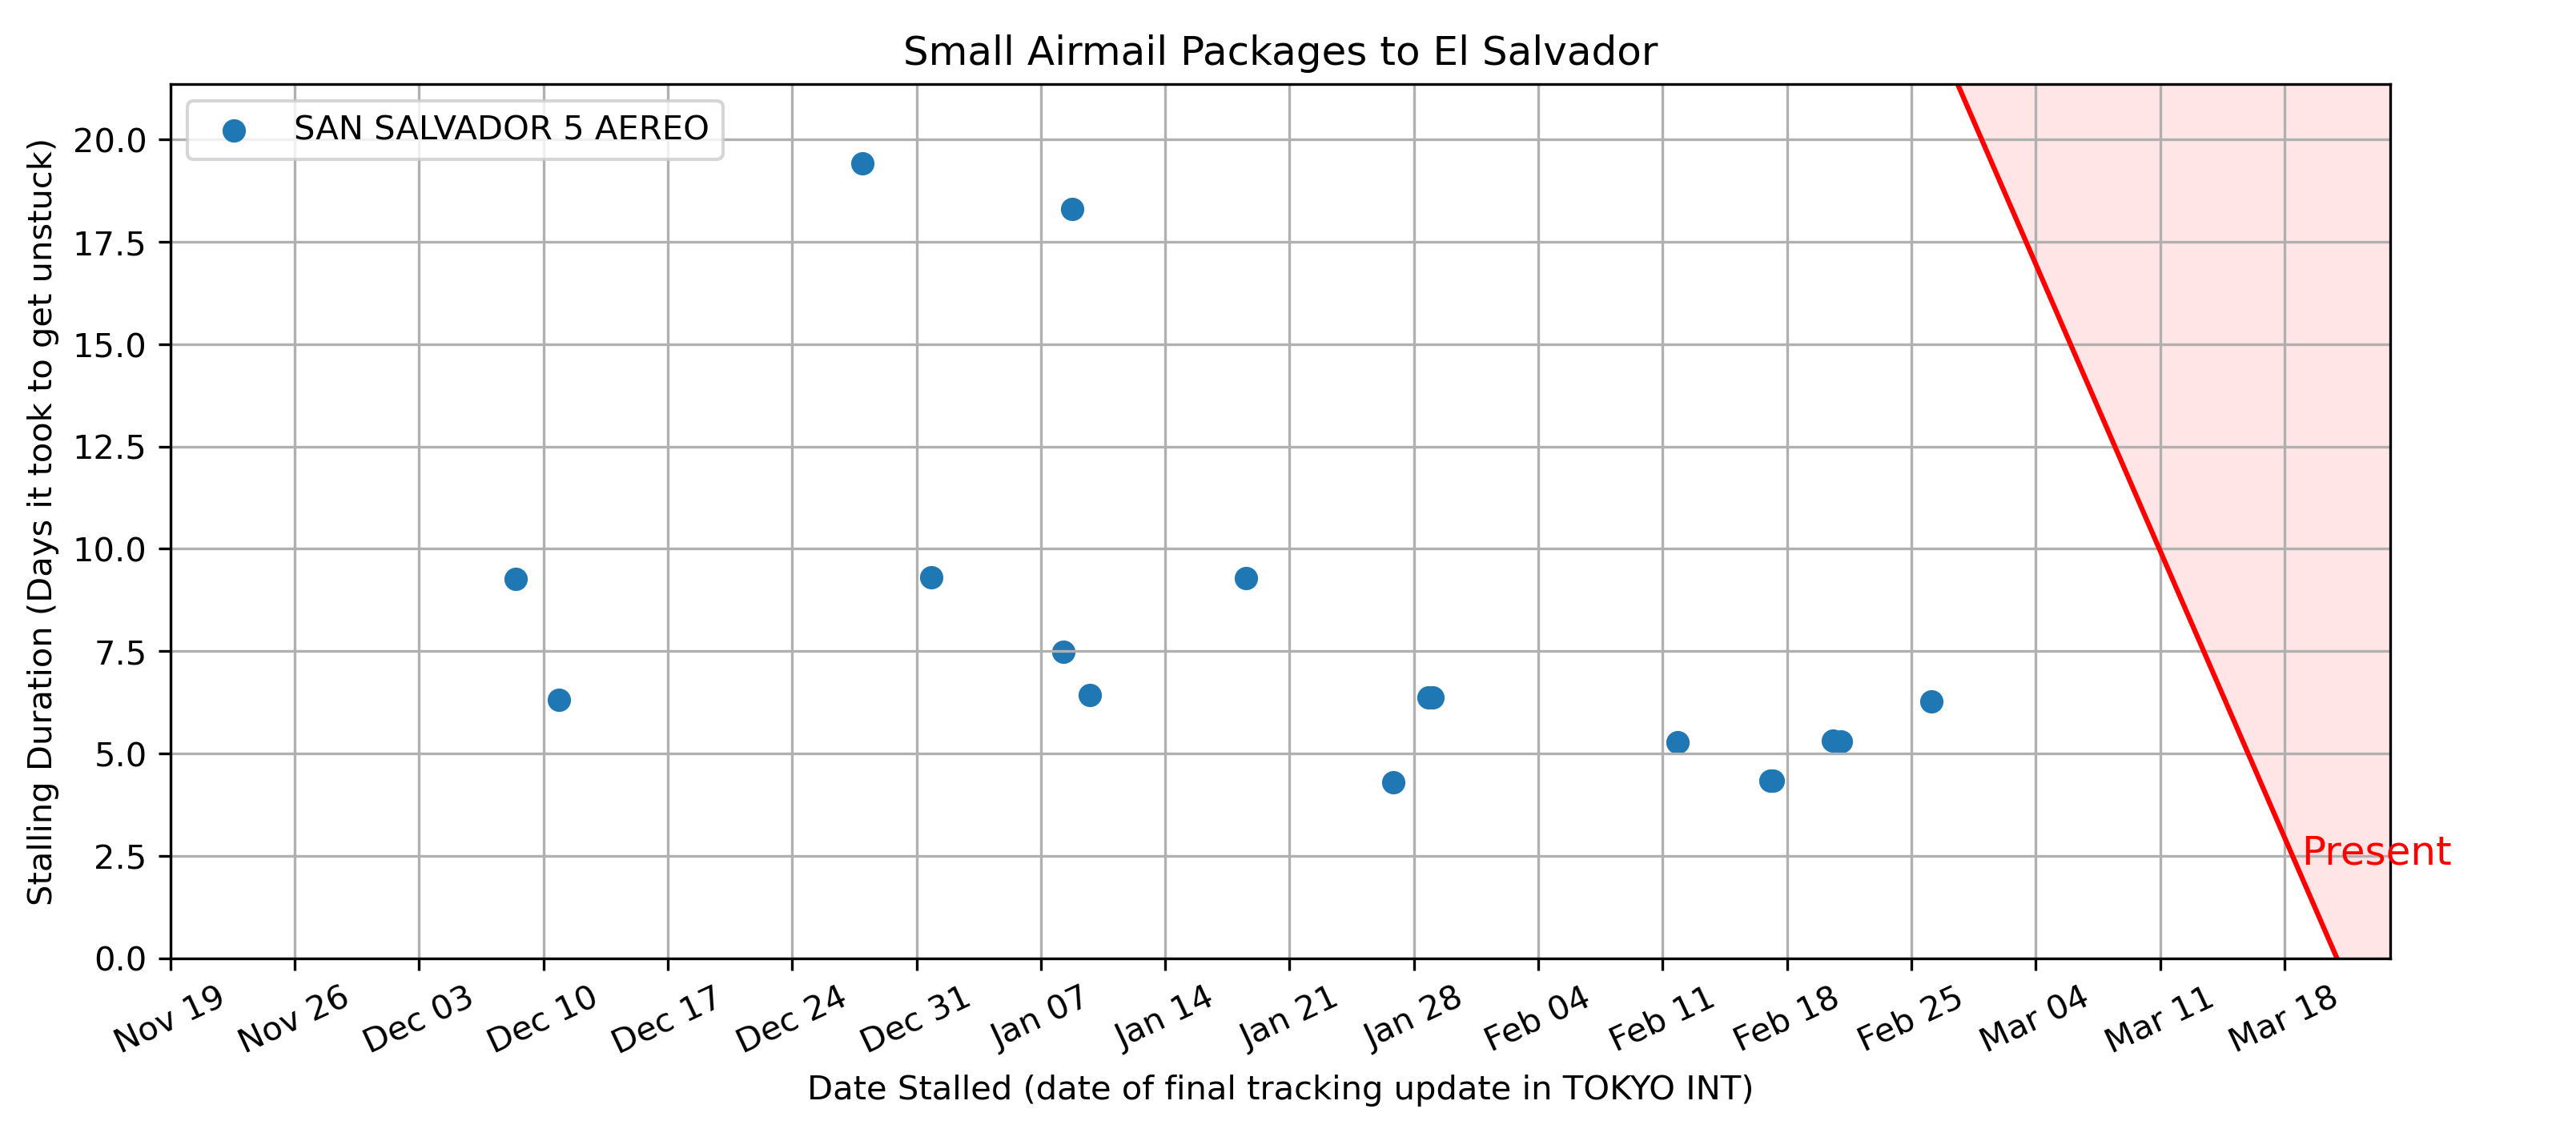 Small Airmail Packages to El Salvador
SAN SALVADOR 5 AEREO
Stalling Duration (Days it took to get unstuck)
20.0
17.5
15.0
12.5
10.0
7.5
5.0
2.5
0.0
Present
Nov 19 Nov 26 Dec 03 Dec 10 Dec 17 Dec 24 Dec 31 Jan 07 Jan 14 Jan 21 Jan 28 Feb 04 Feb 11 Feb 18 Feb 25 Mar 04 Mar 11 Mar 18
Date Stalled (date of final tracking update in TOKYO INT)